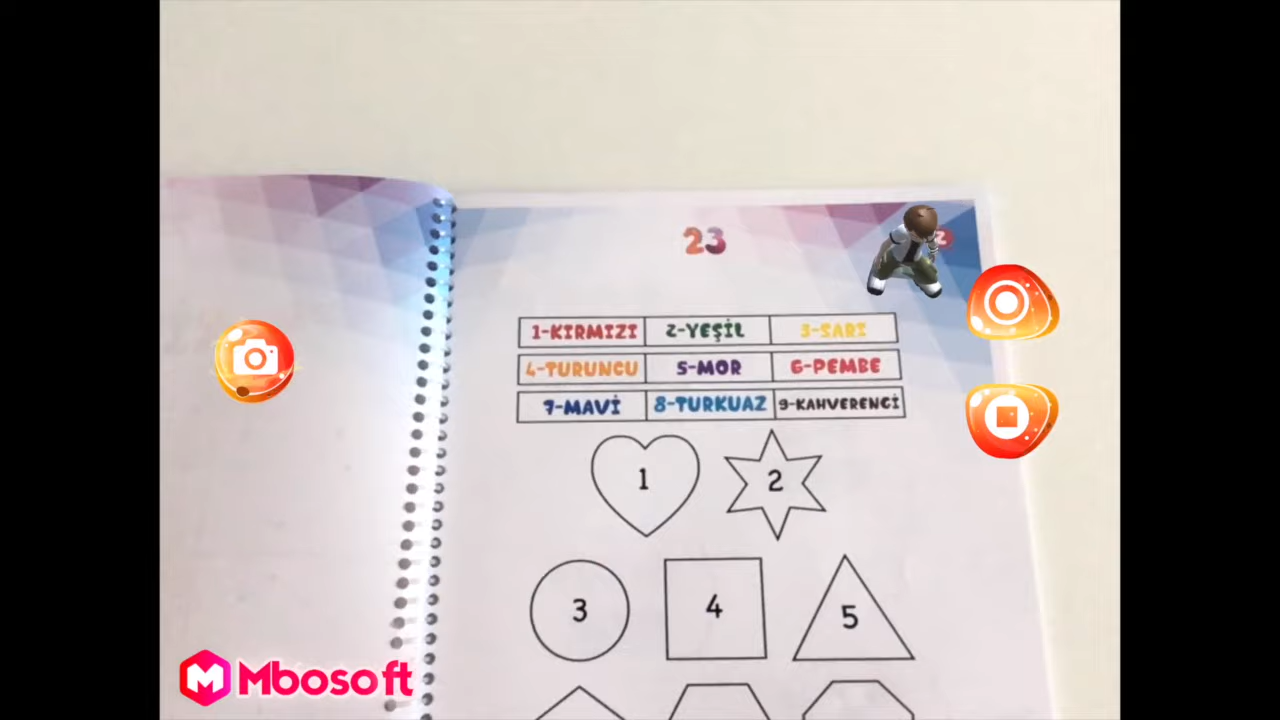 23
2
1-KIRMIZI 2-YEŞİL 3-SARI
4-TURUNCU 5-MOR 6-PEMBE
7-MAVİ 8-TURKUAZ 9-KAHVERENGİ
1 2
3 4 5
Mbosoft